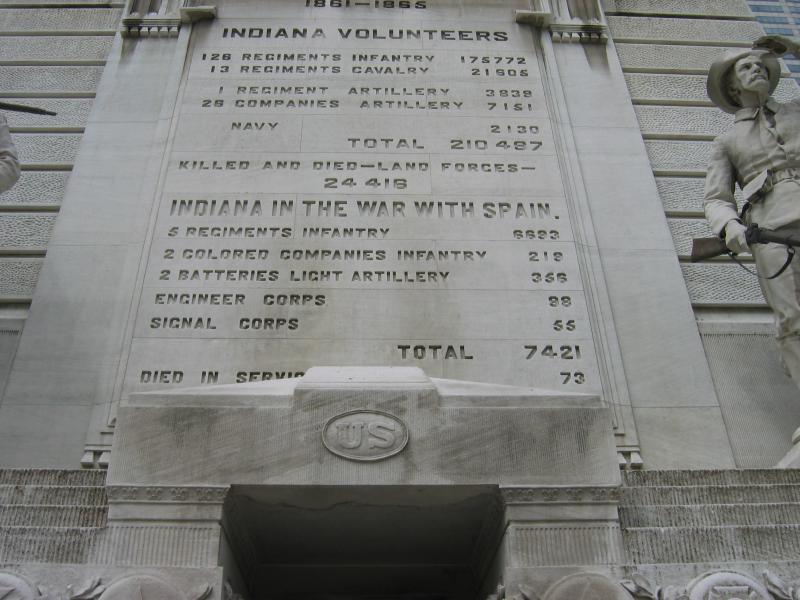 1861-1865
INDIANA VOLUNTEERS
126 REGIMENTS INFANTRY 175772
13 REGIMENTS CAVALRY 21605
1 REGIMENT ARTILLERY 3839
26 COMPANIES ARTILLERY 7151
NAVY 2130
TOTAL 210497
KILLED AND DIED—LAND FORCES—
24416
INDIANA IN THE WAR WITH SPAIN.
5 REGIMENTS INFANTRY 6693
2 COLORED COMPANIES INFANTRY 219
2 BATTERIES LIGHT ARTILLERY 356
ENGINEER CORPS 98
SIGNAL CORPS 55
TOTAL 7421
DIED IN 73
US